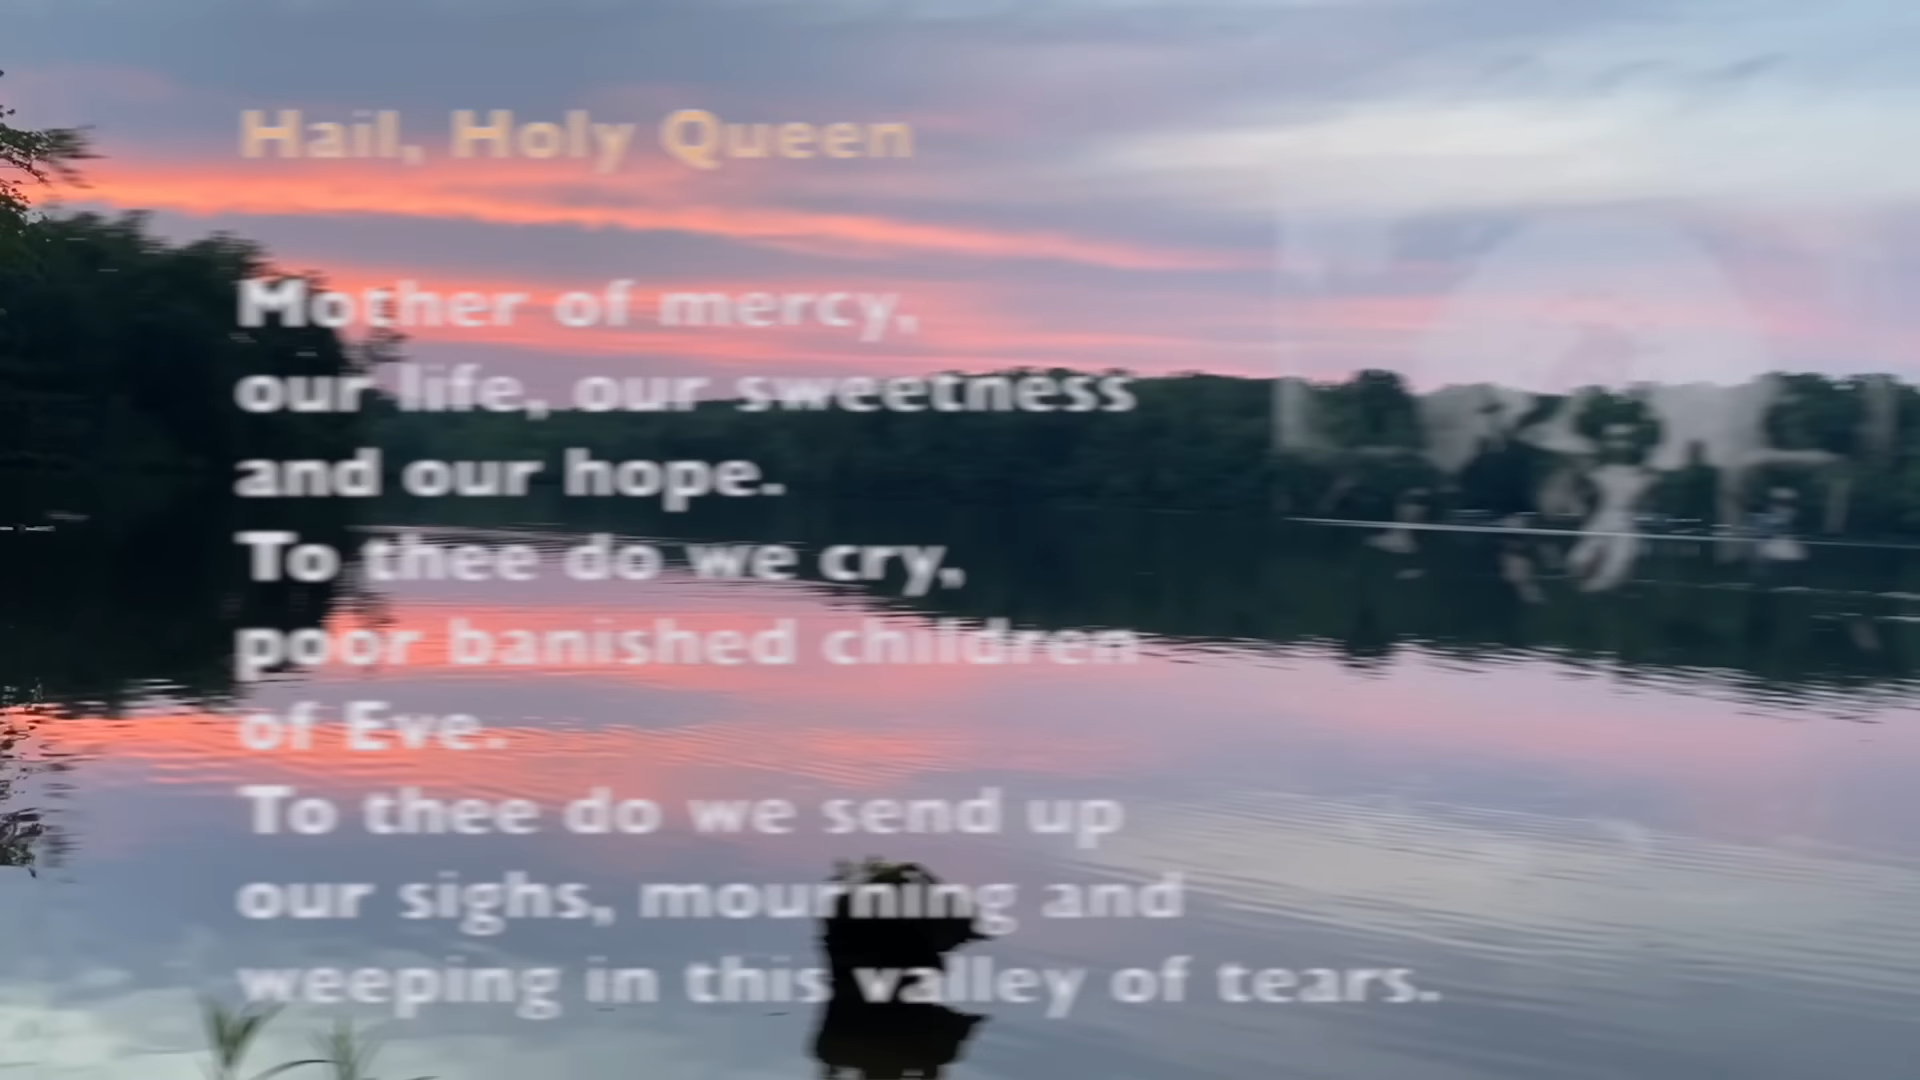 Hail, Holy Queen
Mother of mercy,
our life, our sweetness
and our hope.
To thee do we cry,
poor banished children
of Eve.
To thee do we send up
our sighs, mourning and
weeping in this valley of tears.